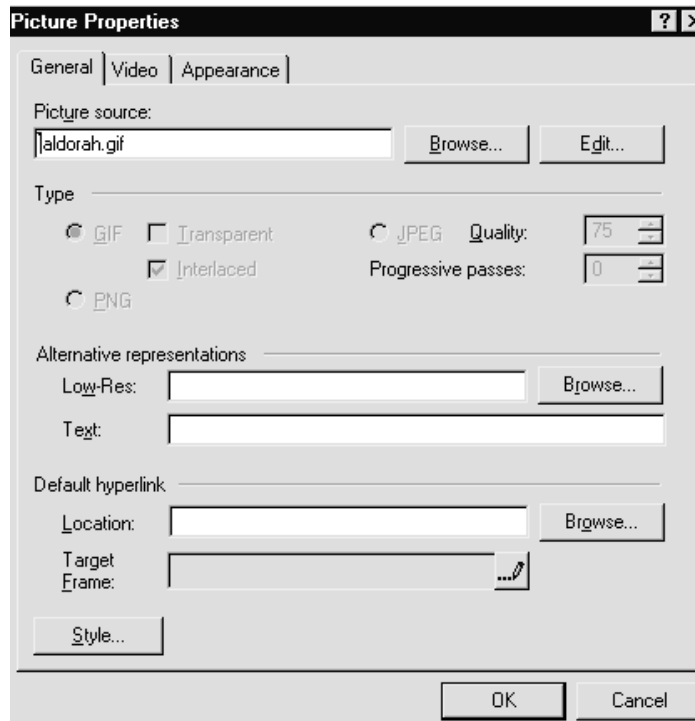 Picture Properties ? X
General Video Appearance
Picture source:
aldorah.gif Browse... Edit...
Type
GIF Transparent JPEG Quality: 75
Interlaced Progressive passes: 0
PNG
Alternative representations
Low-Res: Browse...
Text:
Default hyperlink
Location: Browse...
Target
Frame: ...
Style...
OK Cancel